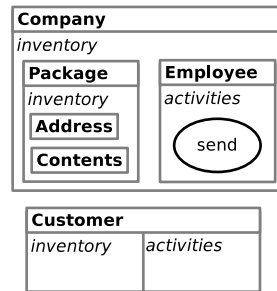 Company
inventory
Package
inventory
Address
Contents
Employee
activities
send
Customer
inventory
activities